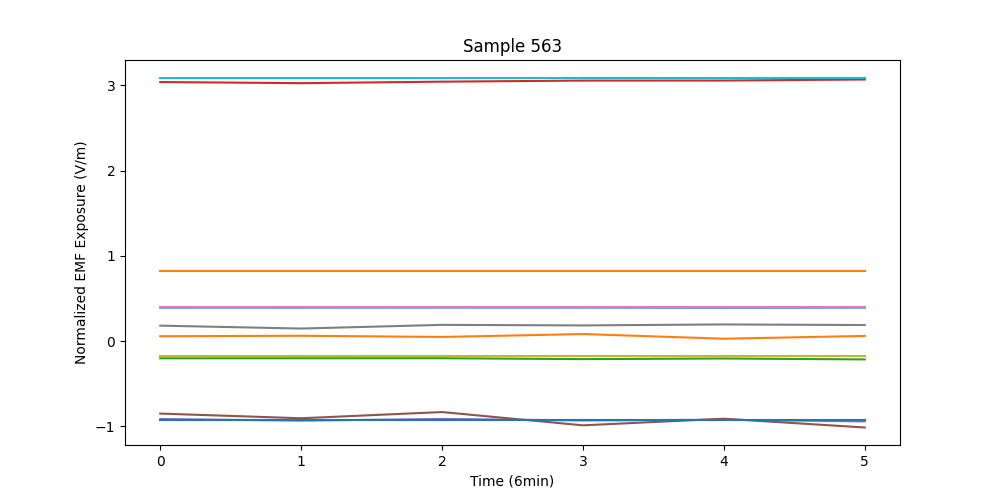 Sample 563
Normalized EMF Exposure (V/m)
3
2
1
0
−1
0 1 2 3 4 5
Time (6min)